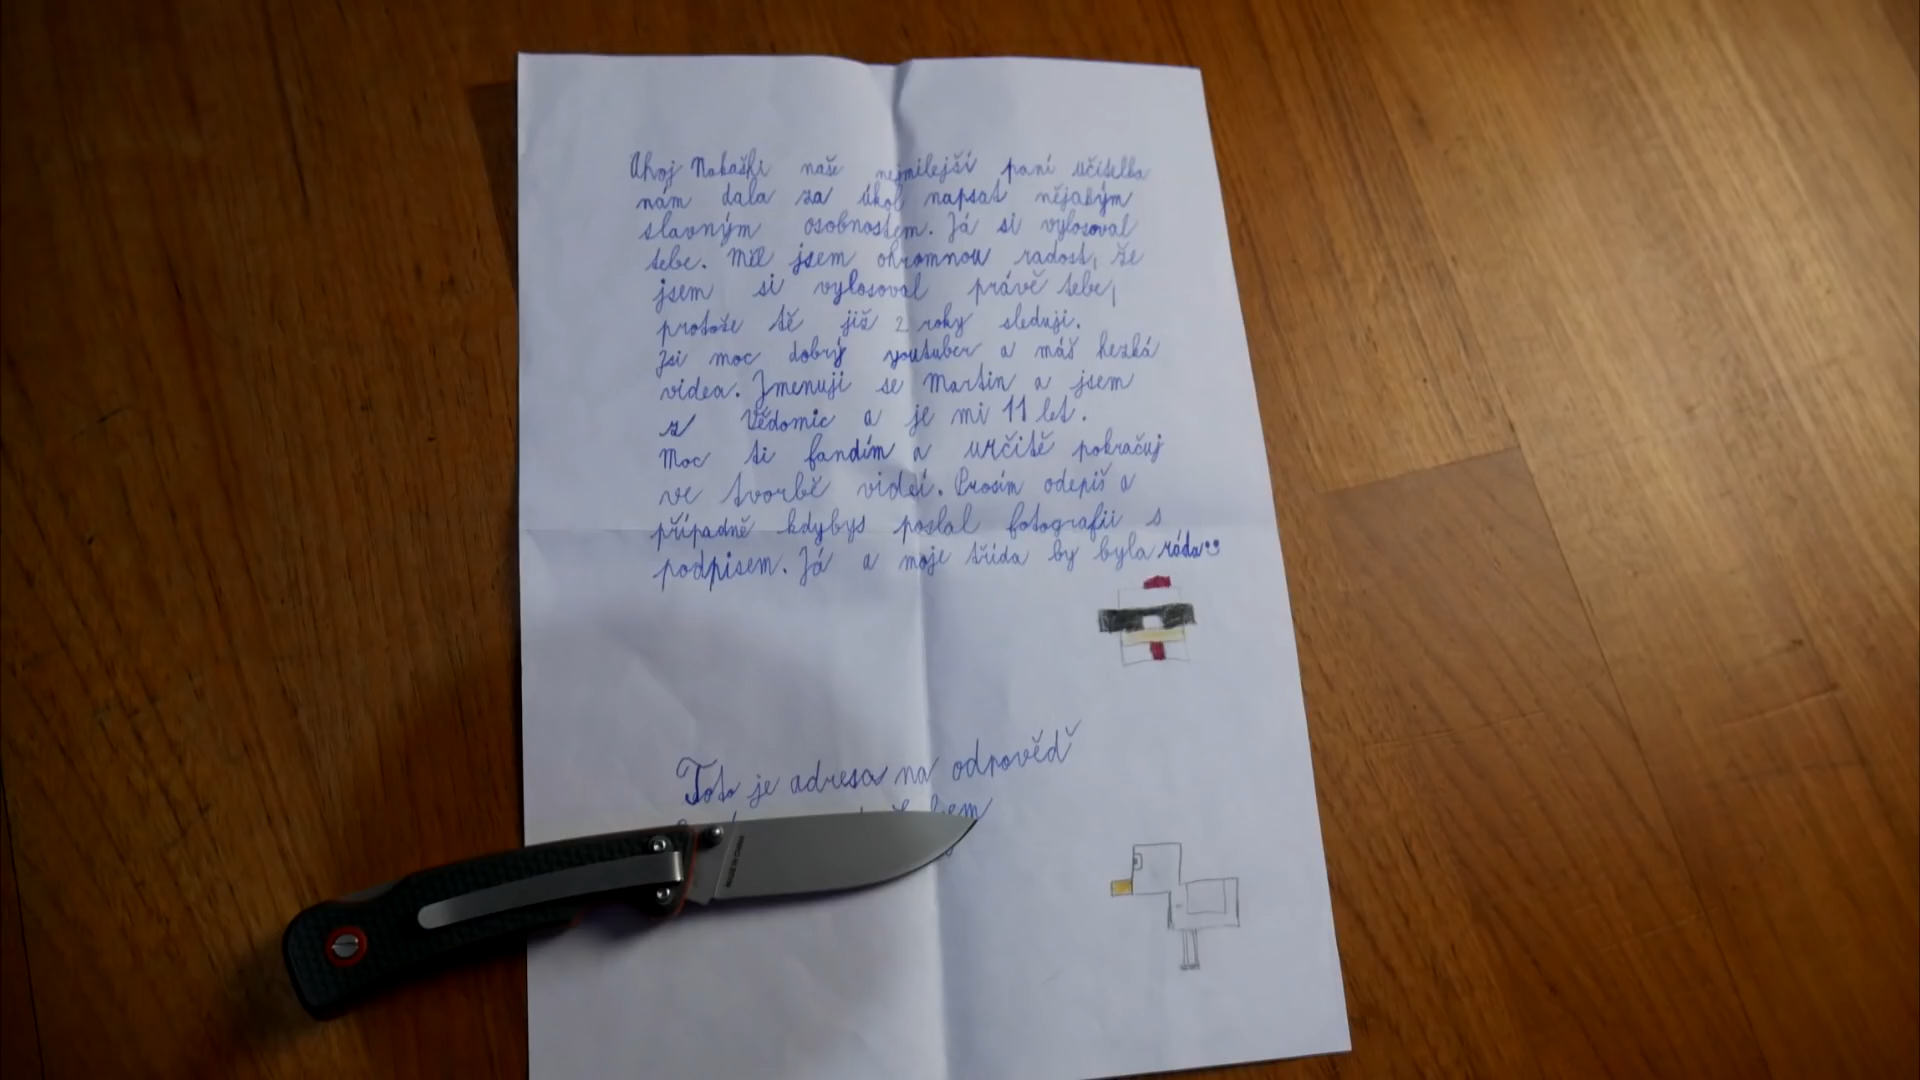 Ahoj Nakaški naše nejmilejší paní učitelka
nám dala za úkol napsat nějakým
slavným osobnostem. Já si vylosoval
tebe. Měl jsem ohromnou radost, že
jsem si vylosoval právě tebe,
protože tě již 2 roky sleduji.
Jsi moc dobrý youtuber a máš hezká
videa. Jmenuji se Martin a jsem
z Vědomic a je mi 11 let.
Moc ti fandím a určitě pokračuj
ve tvorbě videí. Prosím odepiš a
případně kdybys poslal fotografii s
podpisem. Já a moje třída by byla ráda
Toto je adresa na odpověď